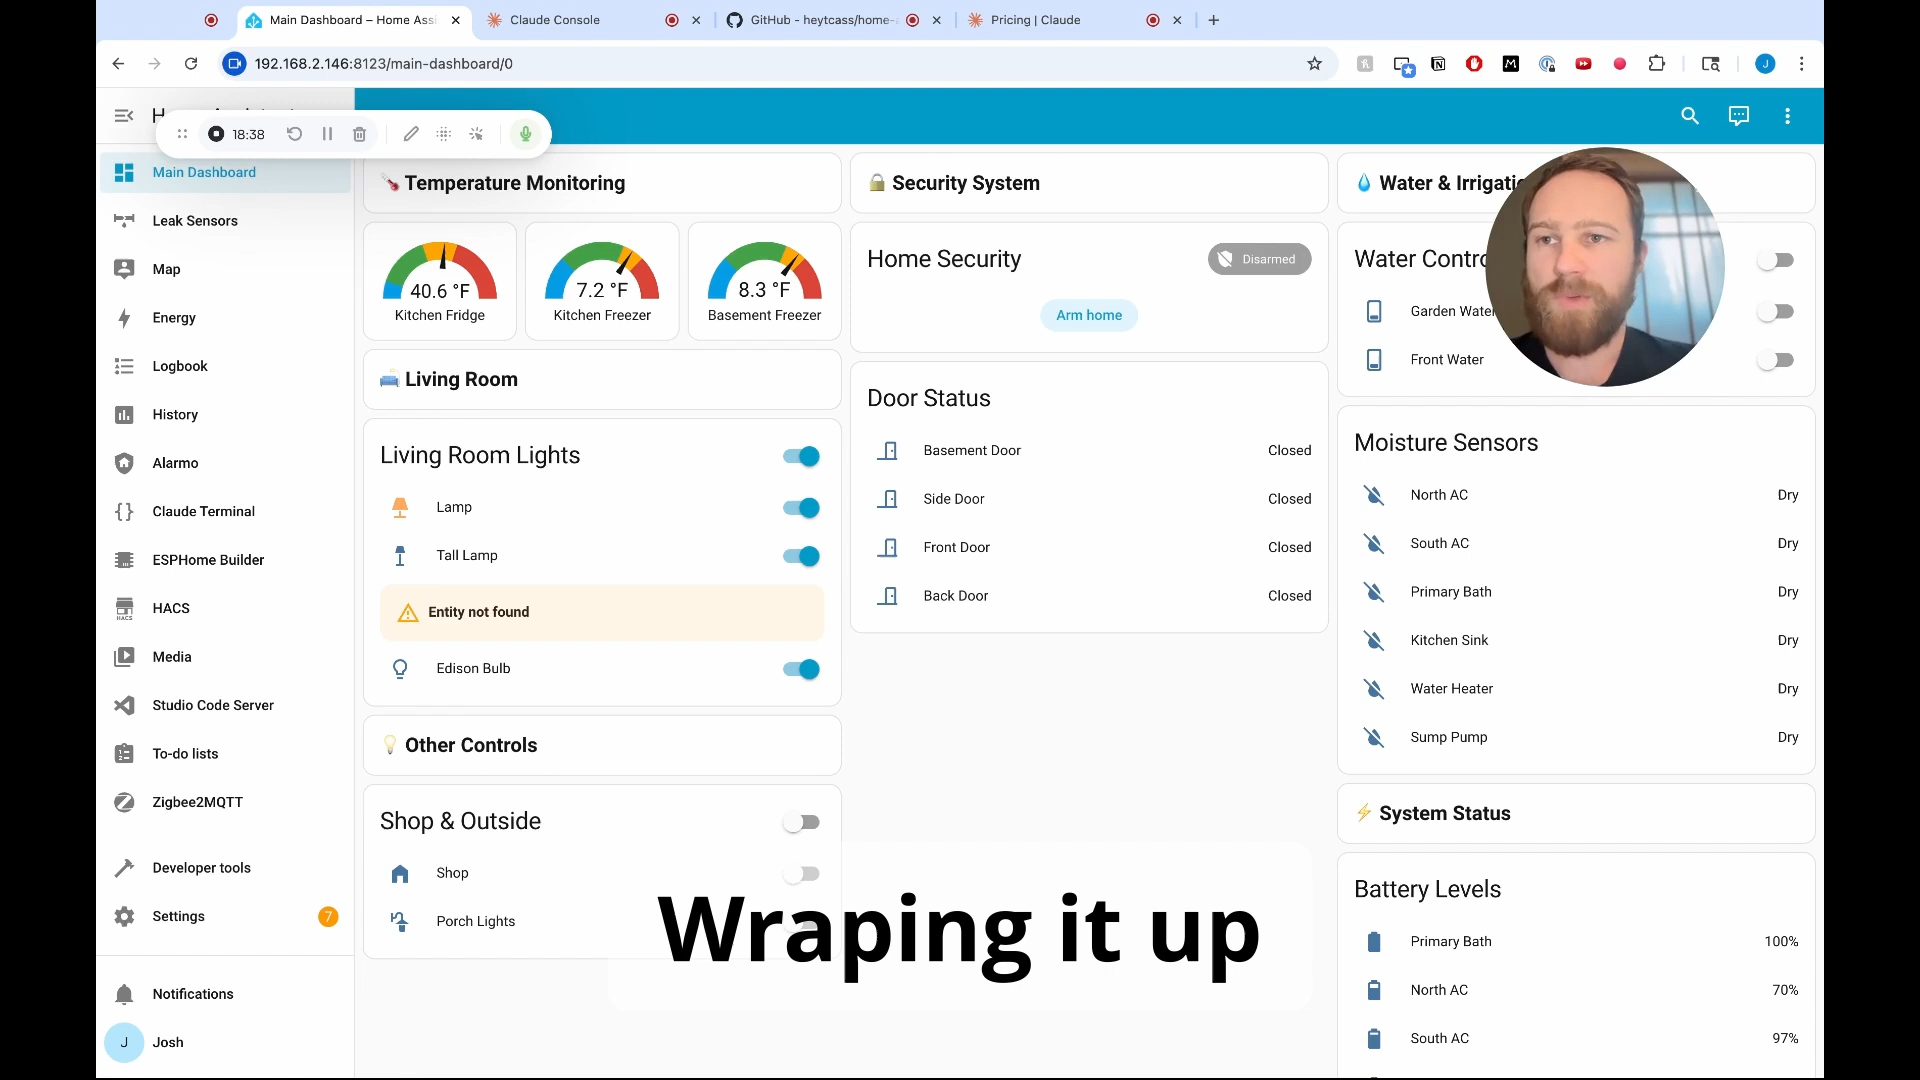 Main Dashboard – Home Assi
Claude Console
GitHub - heytcass/home-
Pricing | Claude
192.168.2.146:8123/main-dashboard/0
J
18:38
Main Dashboard
Leak Sensors
Map
Energy
Logbook
History
Alarmo
Claude Terminal
ESPHome Builder
HACS
HACS
Media
Studio Code Server
To-do lists
Zigbee2MQTT
Developer tools
Settings
7
Notifications
J
Josh
Temperature Monitoring
40.6 °F
Kitchen Fridge
7.2 °F
Kitchen Freezer
8.3 °F
Basement Freezer
Living Room
Living Room Lights
Lamp
Tall Lamp
Entity not found
Edison Bulb
Other Controls
Shop & Outside
Shop
Porch Lights
Security System
Home Security
Disarmed
Arm home
Door Status
Basement Door Closed
Side Door Closed
Front Door Closed
Back Door Closed
Water & Irrigati
Water Contro
Garden Water
Front Water
Moisture Sensors
North AC Dry
South AC Dry
Primary Bath Dry
Kitchen Sink Dry
Water Heater Dry
Sump Pump Dry
System Status
Battery Levels
Primary Bath 100%
North AC 70%
South AC 97%
Wraping it up